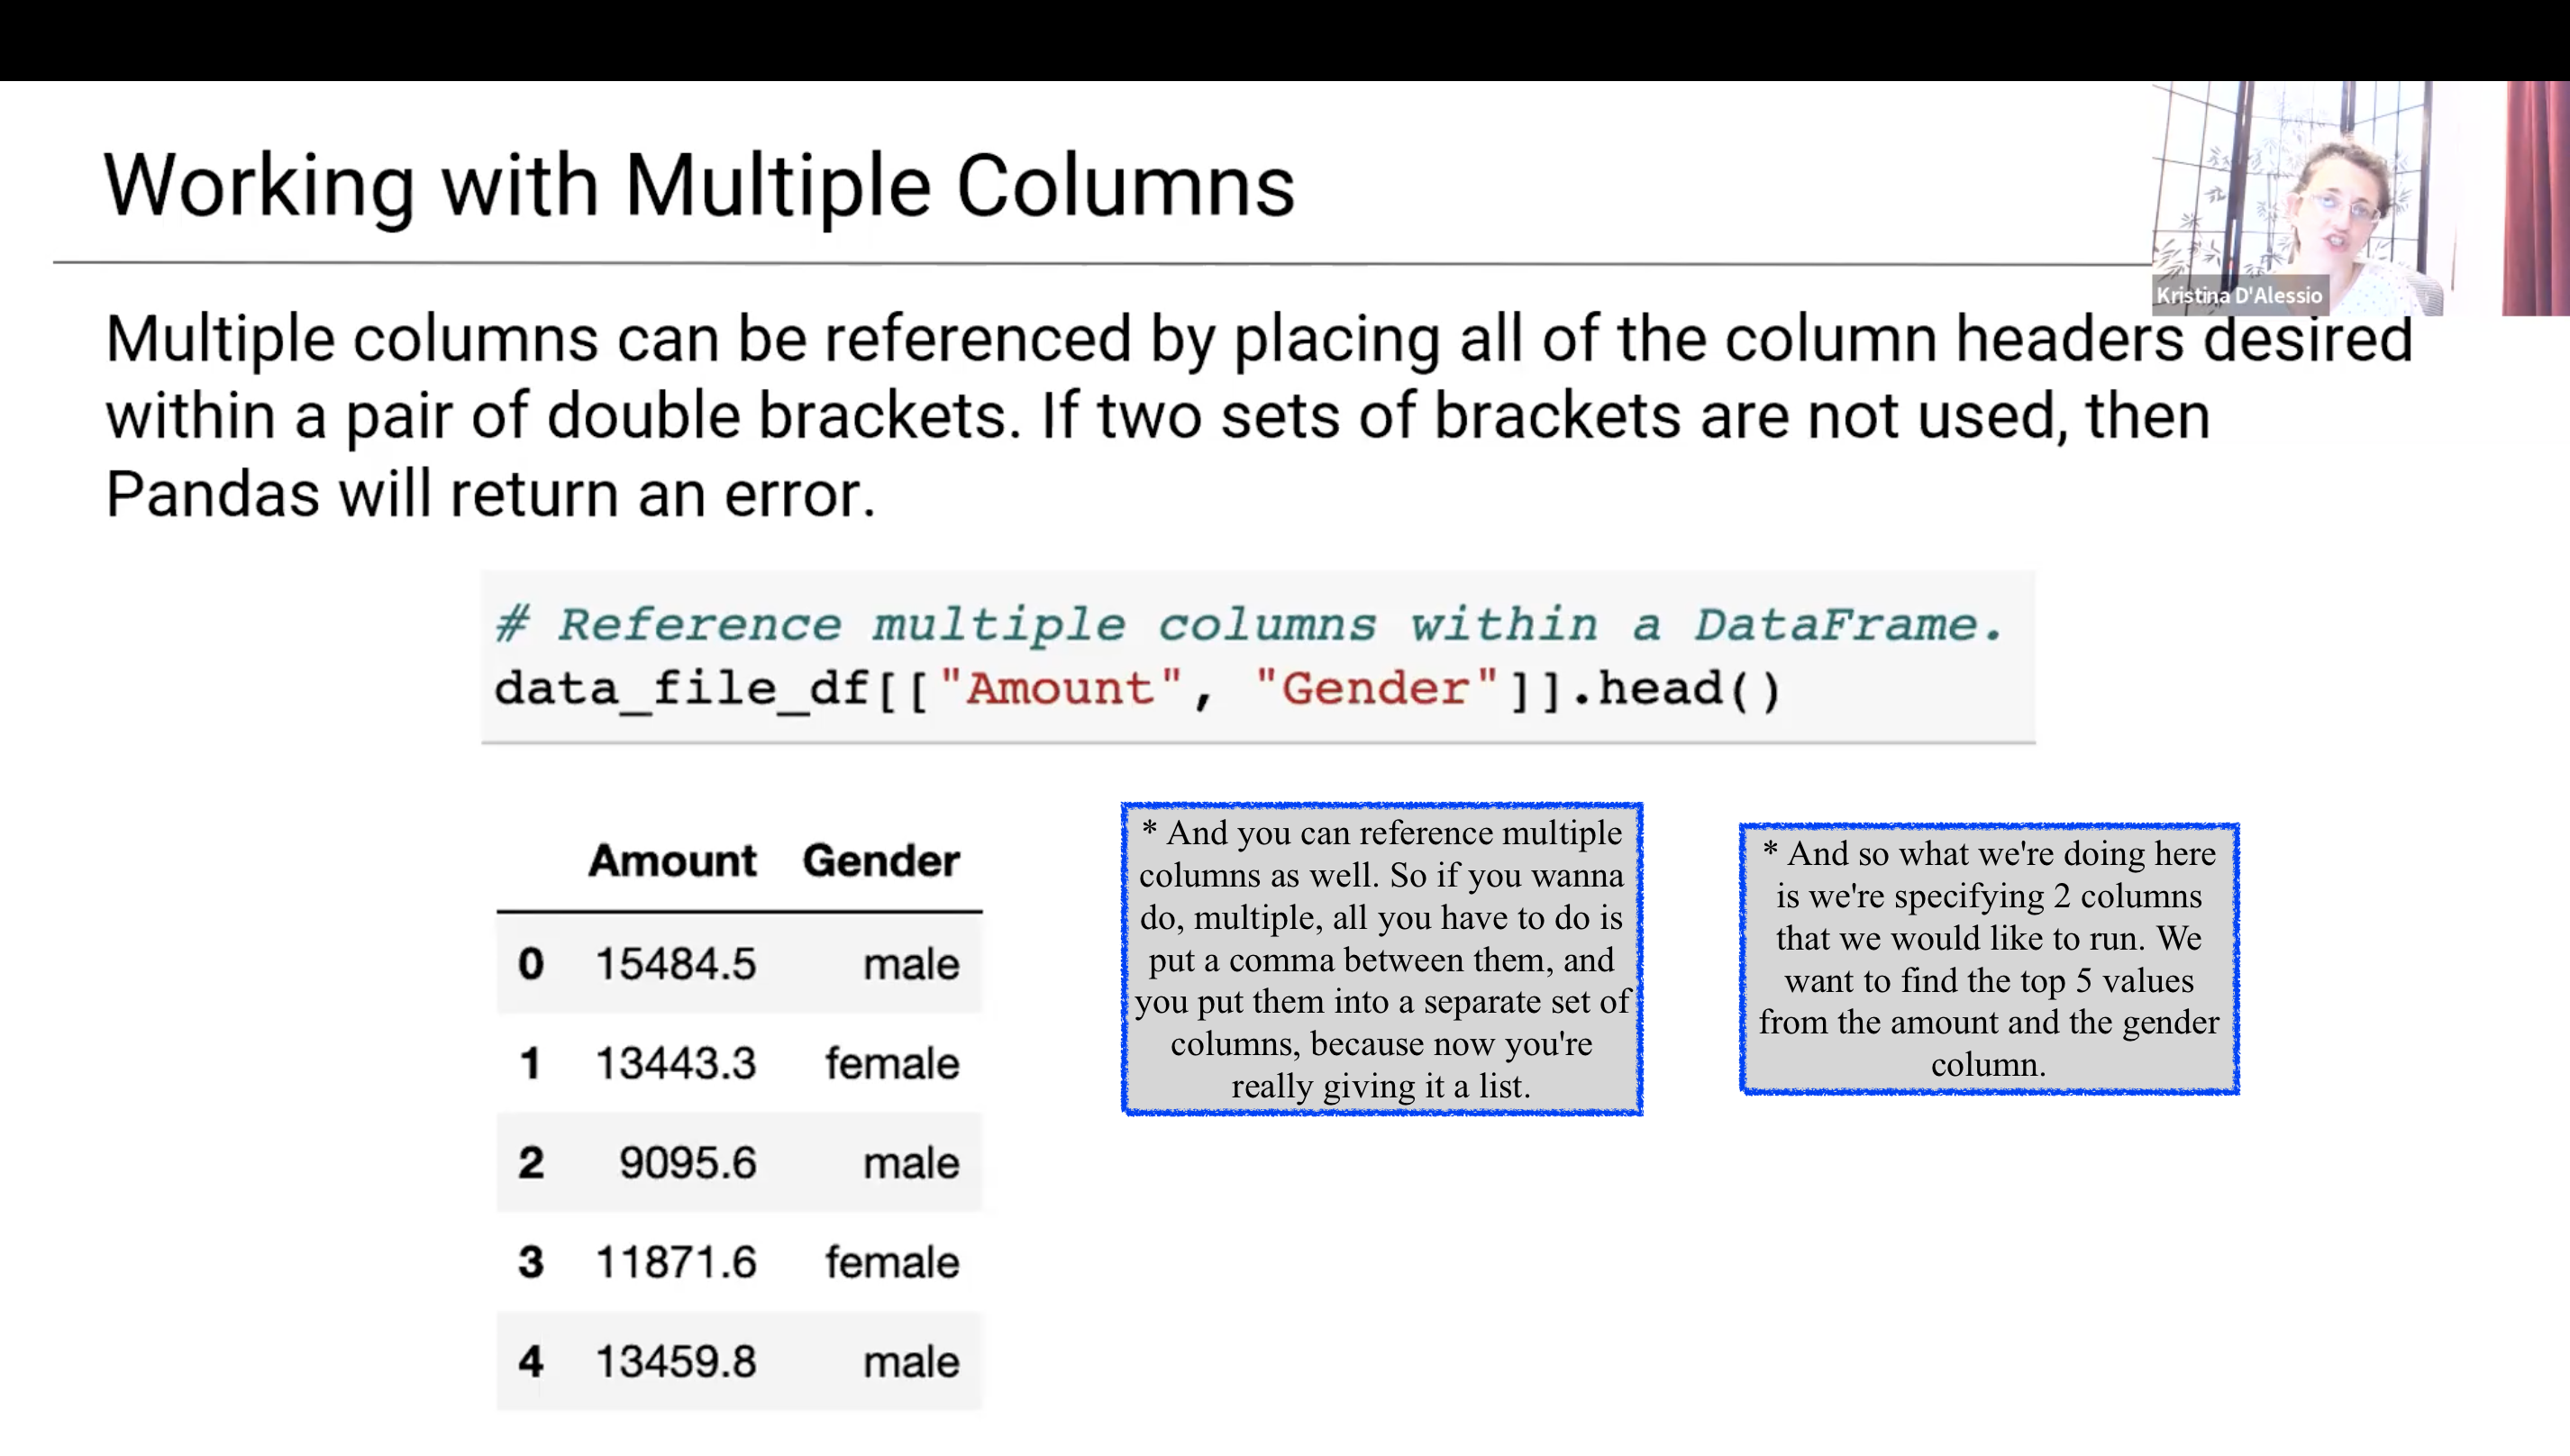 Working with Multiple Columns
Kristina D'Alessio
Multiple columns can be referenced by placing all of the column headers desired
within a pair of double brackets. If two sets of brackets are not used, then
Pandas will return an error.
# Reference multiple columns within a DataFrame.
data_file_df[["Amount", "Gender"]].head()
Amount Gender
0 15484.5 male
1 13443.3 female
2 9095.6 male
3 11871.6 female
4 13459.8 male
* And you can reference multiple
columns as well. So if you wanna
do, multiple, all you have to do is
put a comma between them, and
you put them into a separate set of
columns, because now you're
really giving it a list.
* And so what we're doing here
is we're specifying 2 columns
that we would like to run. We
want to find the top 5 values
from the amount and the gender
column.